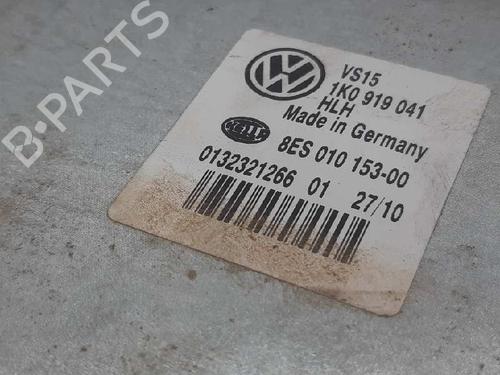 B-PARTS
VS15
1K0 919 041
HLH
Made in Germany
HELLA
8ES 010 153-00
0132321266 01 27/10